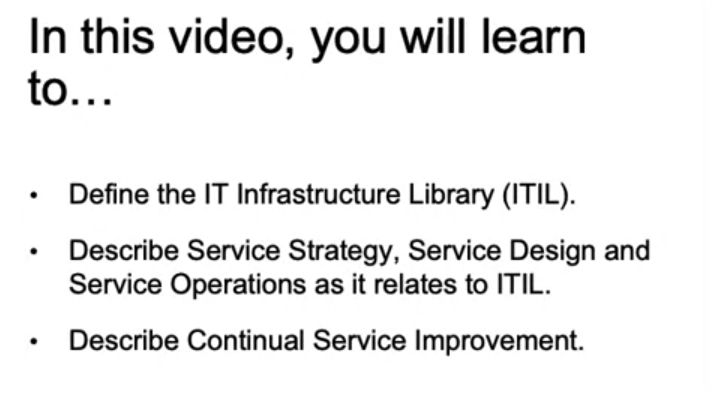 In this video, you will learn
to...
• Define the IT Infrastructure Library (ITIL).
• Describe Service Strategy, Service Design and
Service Operations as it relates to ITIL.
• Describe Continual Service Improvement.